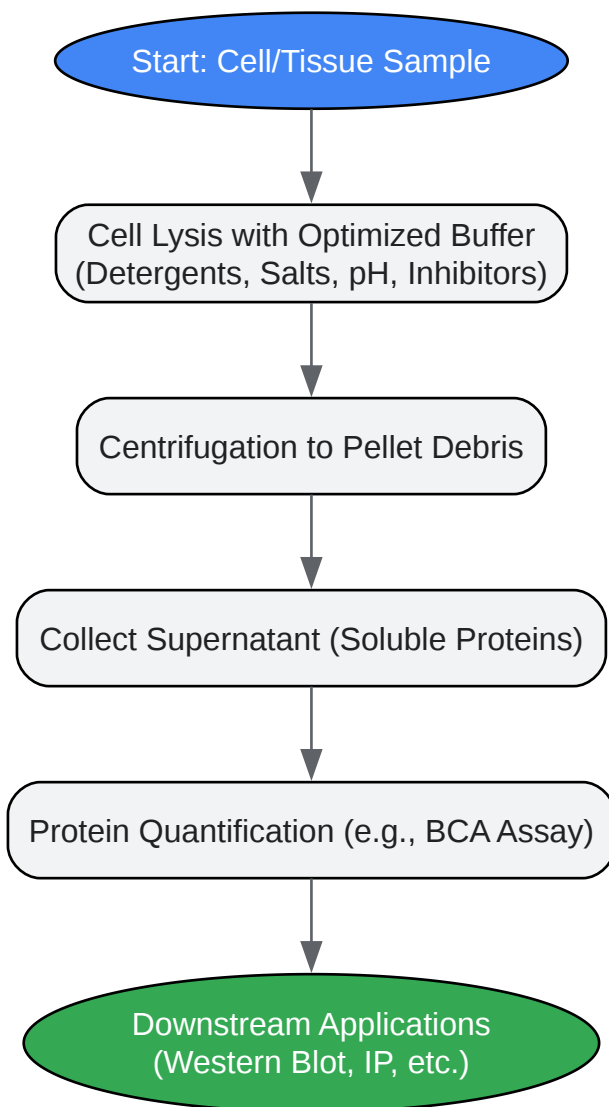 Start: Cell/Tissue Sample
Cell Lysis with Optimized Buffer
(Detergents, Salts, pH, Inhibitors)
Centrifugation to Pellet Debris
Collect Supernatant (Soluble Proteins)
Protein Quantification (e.g., BCA Assay)
Downstream Applications
(Western Blot, IP, etc.)